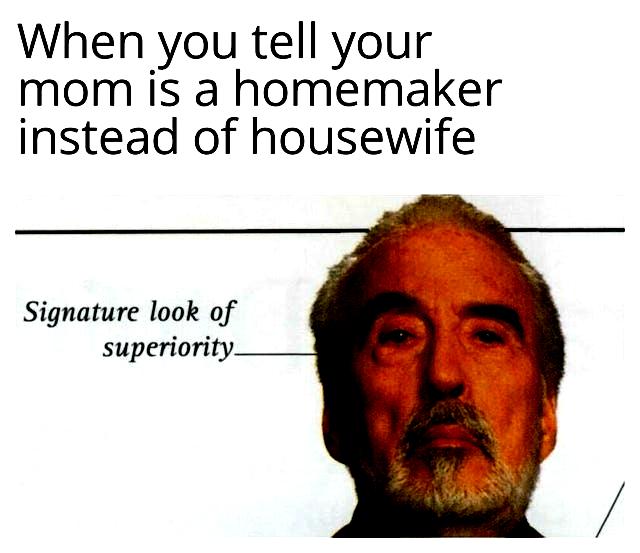 When you tell your
mom is a homemaker
instead of housewife
Signature look of
superiority